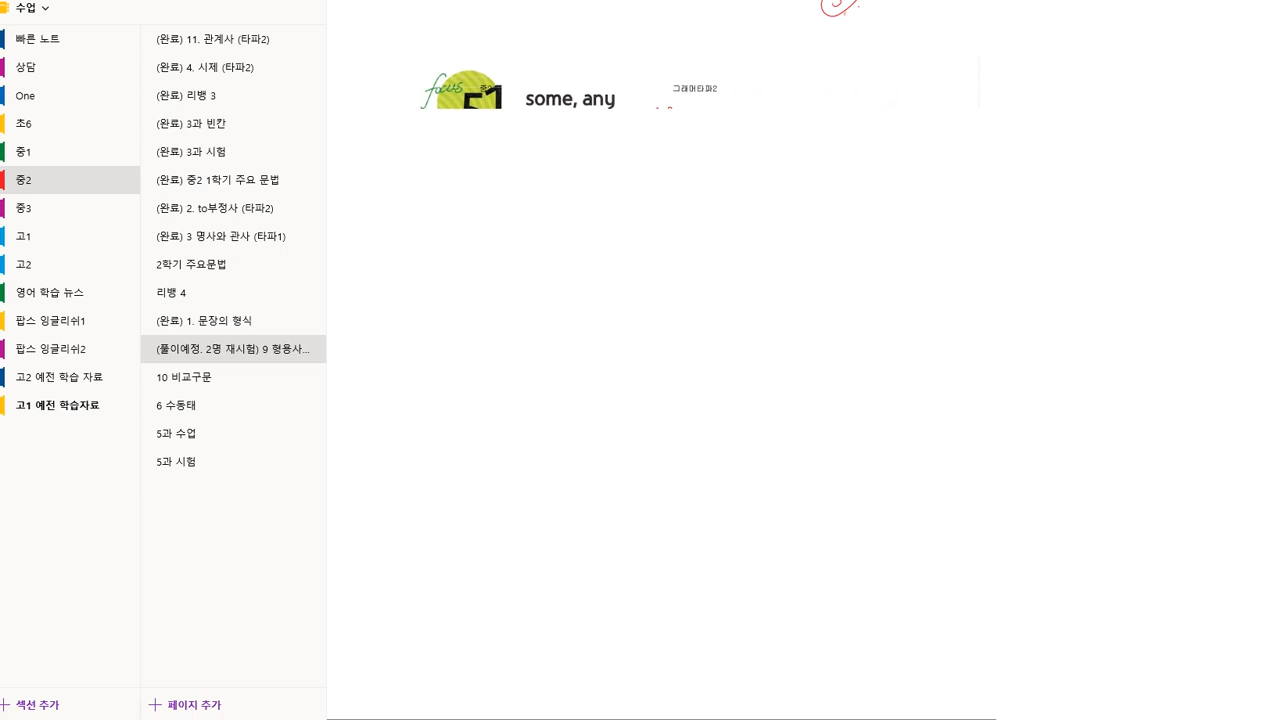 수업
빠른 노트
상담
One
초6
중1
중2
중3
고1
고2
영어 학습 뉴스
팝스 잉글리쉬1
팝스 잉글리쉬2
고2 예전 학습 자료
고1 예전 학습자료
섹션 추가
(완료) 11. 관계사 (타파2)
(완료) 4. 시제 (타파2)
(완료) 리뱅 3
(완료) 3과 빈칸
(완료) 3과 시험
(완료) 중2 1학기 주요 문법
(완료) 2. to부정사 (타파2)
(완료) 3 명사와 관사 (타파1)
2학기 주요문법
리뱅 4
(완료) 1. 문장의 형식
(풀이예정. 2명 재시험) 9 형용사...
10 비교구문
6 수동태
5과 수업
5과 시험
페이지 추가
focus 51 some, any
그래머타파2